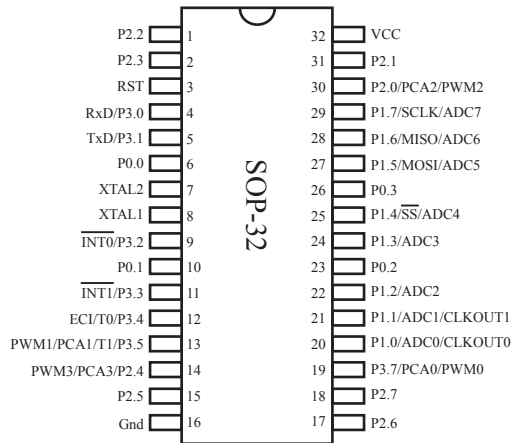 P2.2 1 32 VCC
P2.3 2 31 P2.1
RST 3 30 P2.0/PCA2/PWM2
RxD/P3.0 4 29 P1.7/SCLK/ADC7
TxD/P3.1 5 28 P1.6/MISO/ADC6
P0.0 6 27 P1.5/MOSI/ADC5
XTAL2 7 26 P0.3
XTAL1 8 25 P1.4/SS/ADC4
INT0/P3.2 9 24 P1.3/ADC3
P0.1 10 23 P0.2
INT1/P3.3 11 22 P1.2/ADC2
ECI/T0/P3.4 12 21 P1.1/ADC1/CLKOUT1
PWM1/PCA1/T1/P3.5 13 20 P1.0/ADC0/CLKOUT0
PWM3/PCA3/P2.4 14 19 P3.7/PCA0/PWM0
P2.5 15 18 P2.7
Gnd 16 17 P2.6
SOP-32